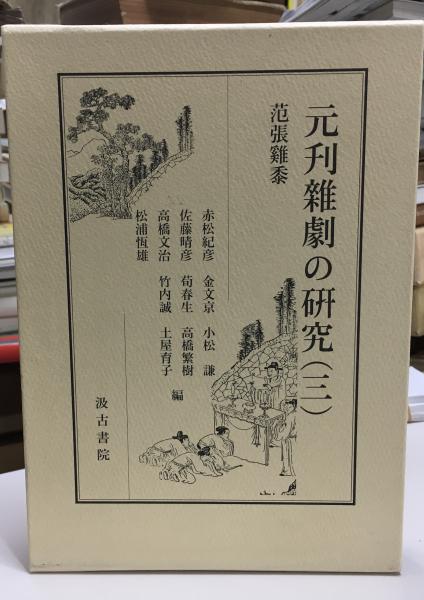 元刋雜劇の硏究（三）
范張雞黍
赤松紀彦　金文京　小松　謙
佐藤晴彦　荀春生　高橋繁樹
高橋文治　竹内誠　土屋育子
松浦恆雄
編
汲古書院